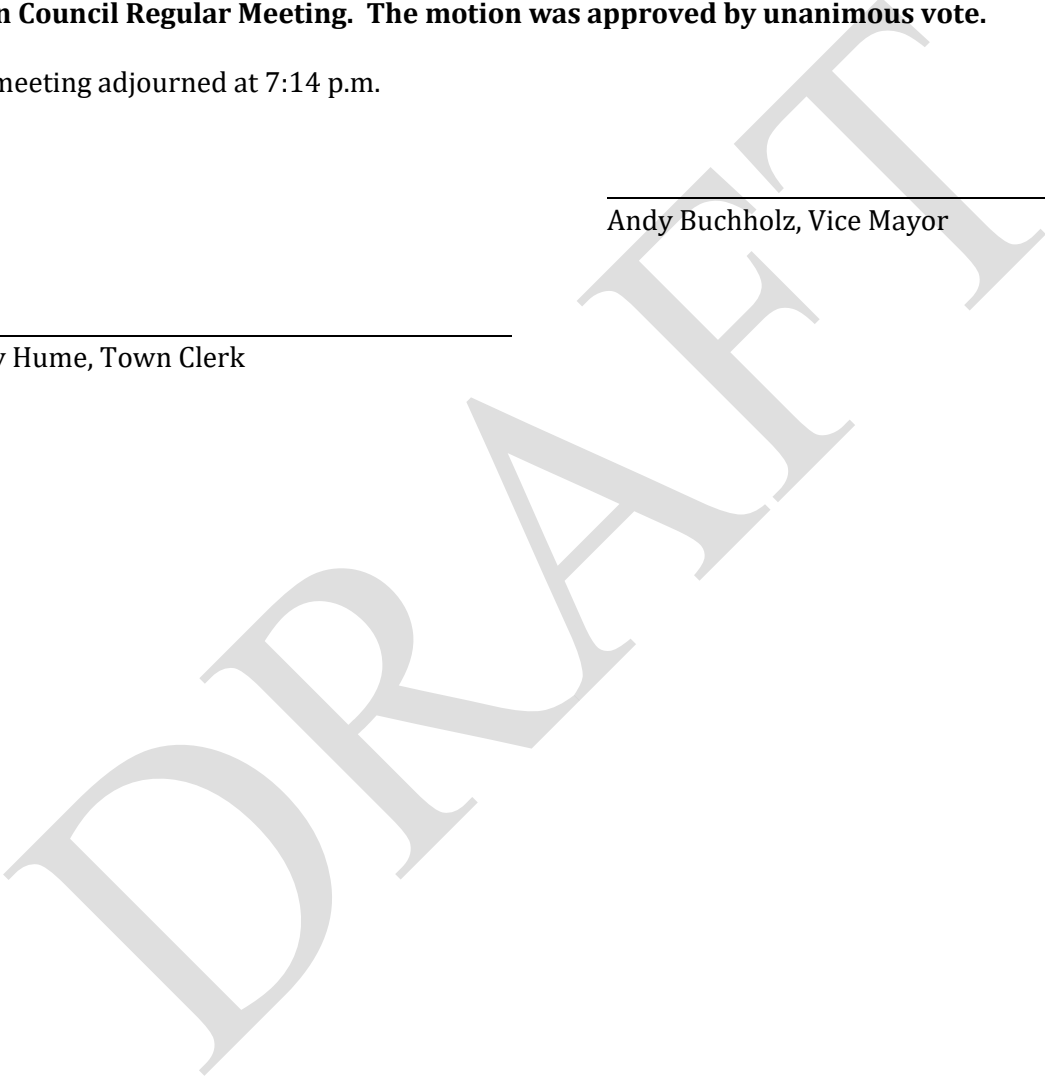 Council Regular Meeting. The motion was approved by unanimous vote.
meeting adjourned at 7:14 p.m.
Andy Buchholz, Vice Mayor
Hume, Town Clerk
DRAFT